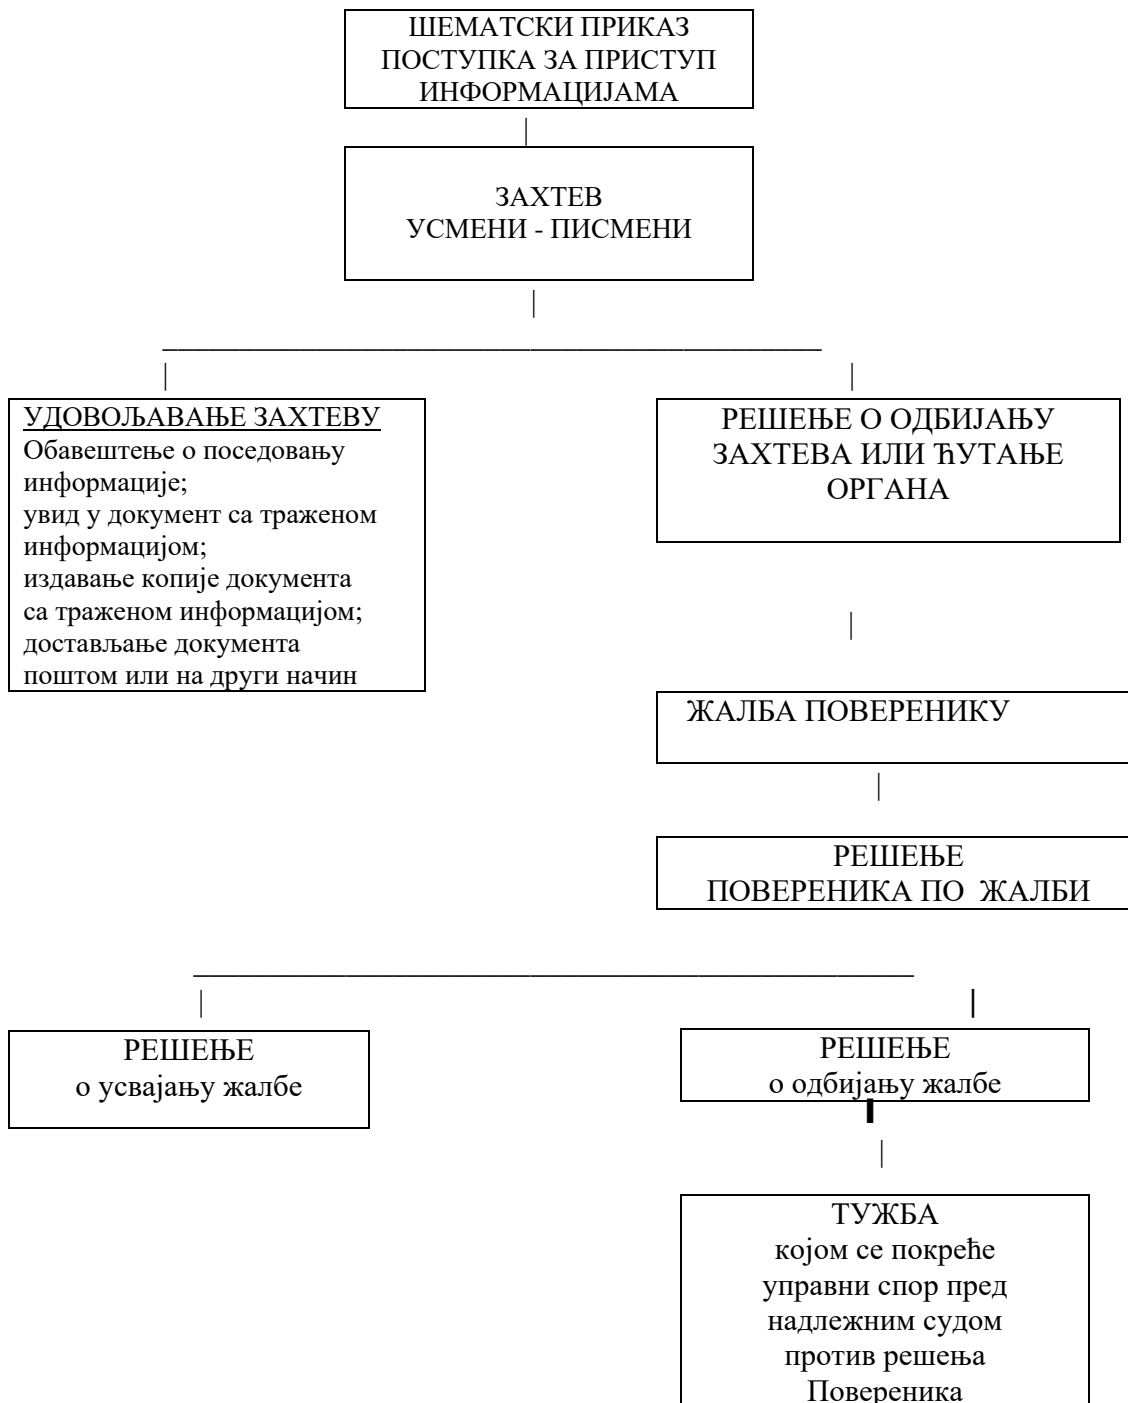 ШЕМАТСКИ ПРИКАЗ
ПОСТУПКА ЗА ПРИСТУП
ИНФОРМАЦИЈАМА
ЗАХТЕВ
УСМЕНИ - ПИСМЕНИ
УДОВОЉАВАЊЕ ЗАХТЕВУ
Обавештење о поседовању
информације;
увид у документ са траженом
информацијом;
издавање копије документа
са траженом информацијом;
достављање документа
поштом или на други начин
РЕШЕЊЕ О ОДБИЈАЊУ
ЗАХТЕВА ИЛИ ЋУТАЊЕ
ОРГАНА
ЖАЛБА ПОВЕРЕНИКУ
РЕШЕЊЕ
ПОВЕРЕНИКА ПО  ЖАЛБИ
РЕШЕЊЕ
о усвајању жалбе
РЕШЕЊЕ
о одбијању жалбе
ТУЖБА
којом се покреће
управни спор пред
надлежним судом
против решења
Повереника